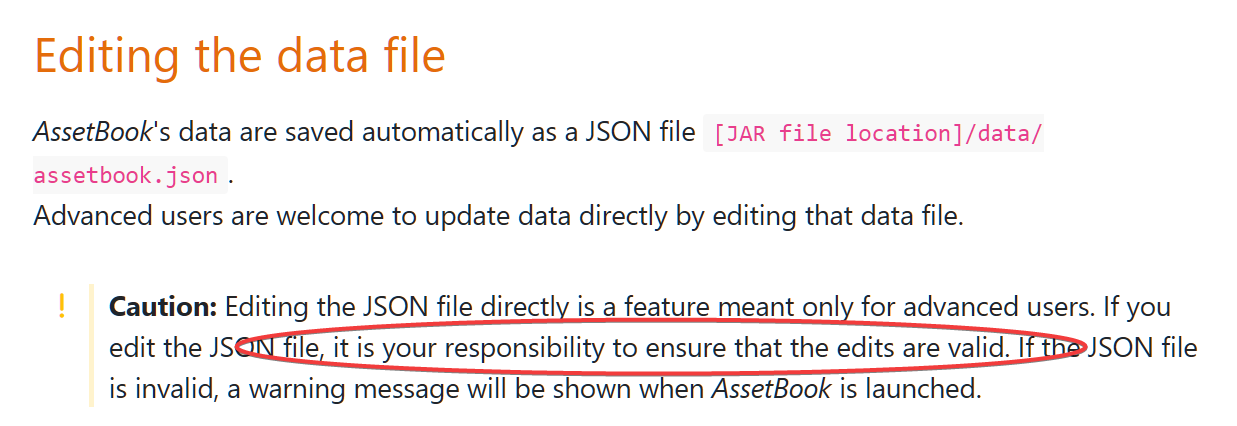 Editing the data file
AssetBook's data are saved automatically as a JSON file [JAR file location]/data/
assetbook.json .
Advanced users are welcome to update data directly by editing that data file.
! Caution: Editing the JSON file directly is a feature meant only for advanced users. If you
edit the JSON file, it is your responsibility to ensure that the edits are valid. If the JSON file
is invalid, a warning message will be shown when AssetBook is launched.